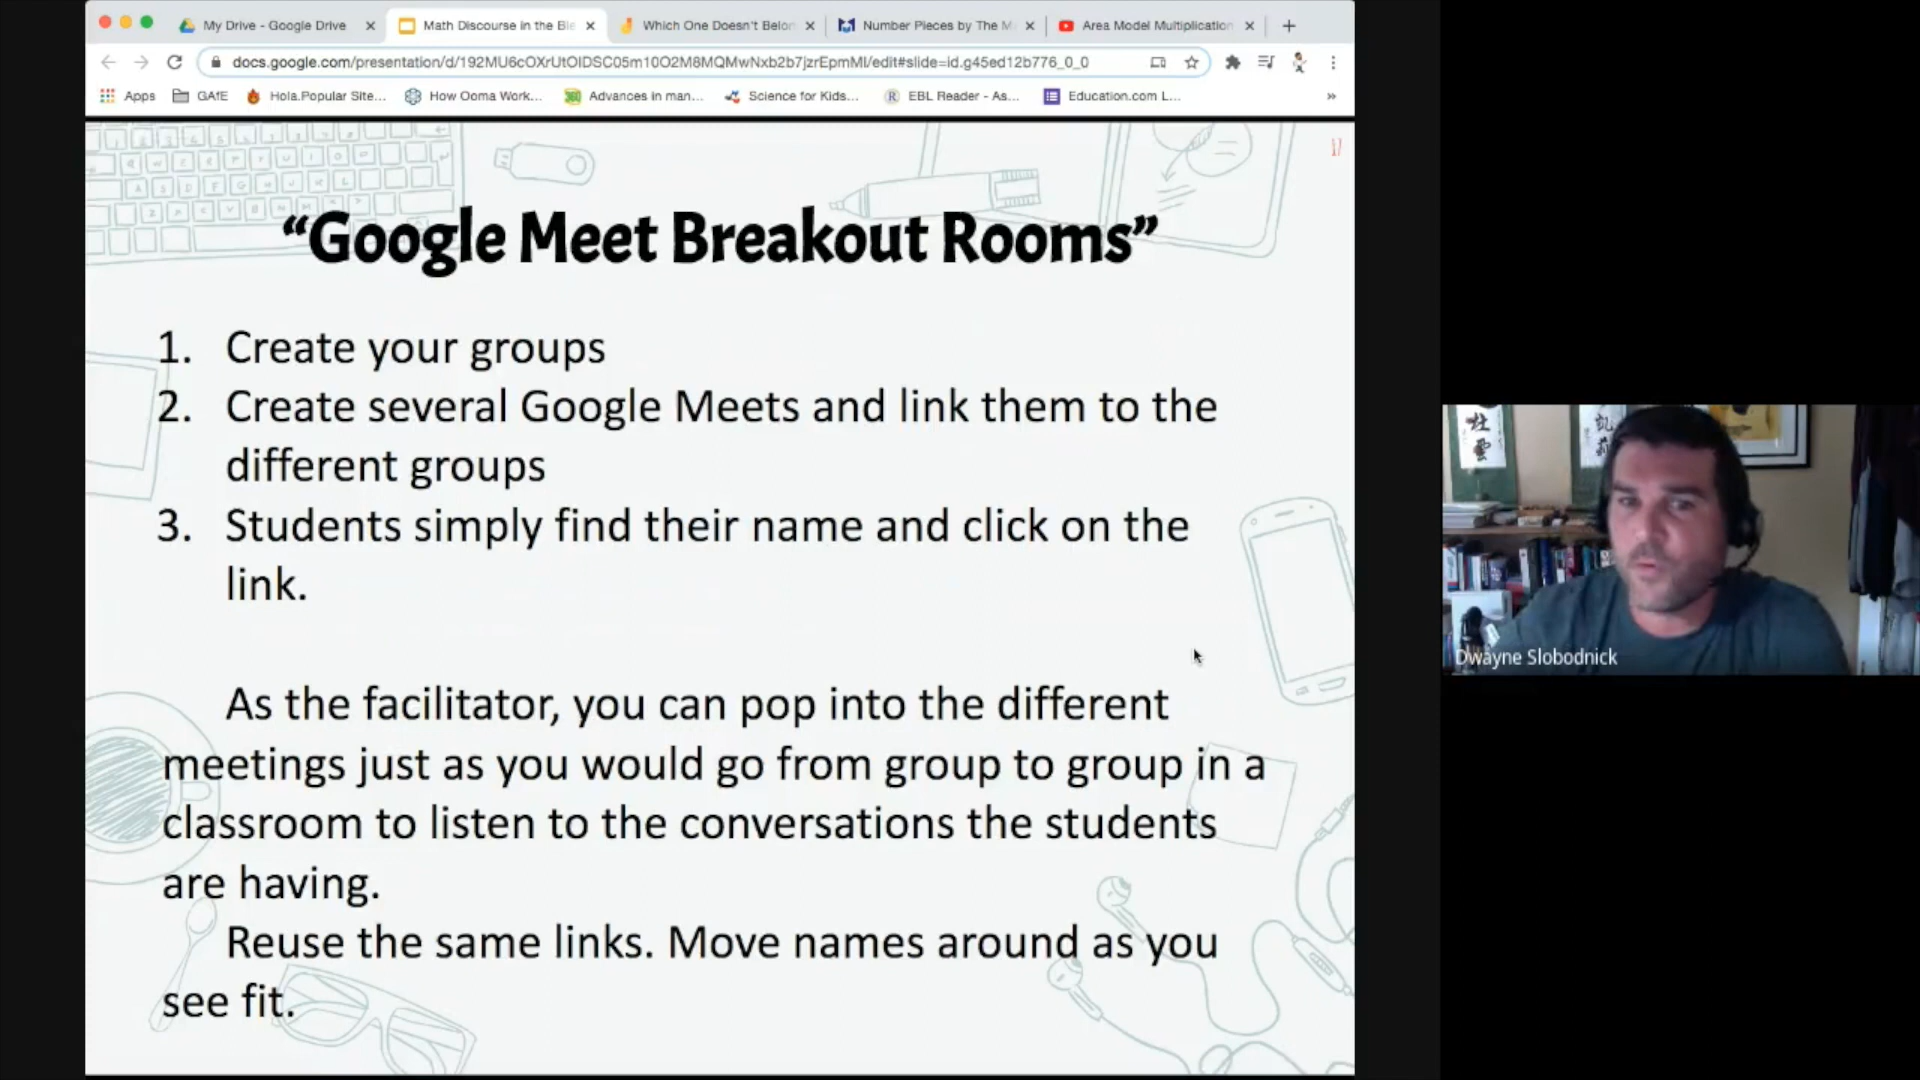 My Drive - Google Drive
Math Discourse in the Ble
Which One Doesn't Belon
Number Pieces by The M
Area Model Multiplication
docs.google.com/presentation/d/192MU6cOXrUtOIDSC05m10O2M8MQMwNxb2b7jzrEpmMI/edit#slide=id.g45ed12b776_0_0
Apps
GAfE
Hola.Popular Site...
How Ooma Work...
Advances in man...
Science for Kids...
EBL Reader - As...
Education.com L...
»
17
“Google Meet Breakout Rooms”
1. Create your groups
2. Create several Google Meets and link them to the
different groups
3. Students simply find their name and click on the
link.
As the facilitator, you can pop into the different
meetings just as you would go from group to group in a
classroom to listen to the conversations the students
are having.
Reuse the same links. Move names around as you
see fit.
Dwayne Slobodnick